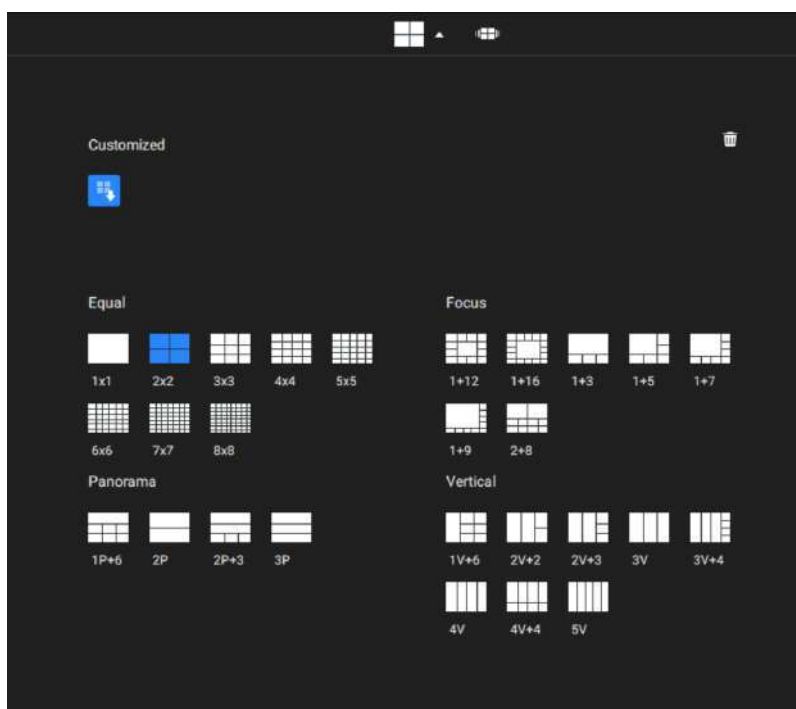 Customized
Equal
1x1 2x2 3x3 4x4 5x5
6x6 7x7 8x8
Focus
1+12 1+16 1+3 1+5 1+7
1+9 2+8
Panorama
1P+6 2P 2P+3 3P
Vertical
1V+6 2V+2 2V+3 3V 3V+4
4V 4V+4 5V